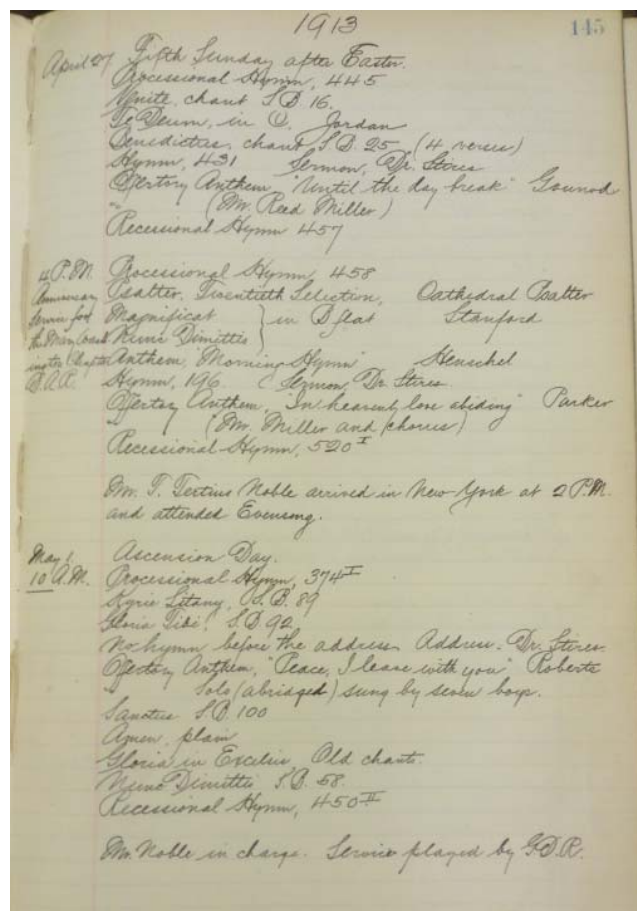 1913
145
April 27 Fifth Sunday after Easter.
Processional Hymn, 445
Venite, chant S.B. 16.
Te Deum, in C. Jordan
Benedictus, chant S.B. 25 (4 verses)
Hymn, 431 Sermon, Dr. Stires
Offertory Anthem, "Until the day break" Gounod
" (Mr. Reed Miller)
Recessional Hymn 457
4 P.M. Processional Hymn, 458
Anniversary Psalter, Twentieth Selection, Cathedral Psalter
Service for Magnificat } in B flat Stanford
the Mary Wash Nunc Dimittis
ington Chapter Anthem, "Morning Hymn" Henschel
D.A.R. Hymn, 196. (Sermon, Dr. Stires
Offertory Anthem, "In heavenly love abiding" Parker
" (Mr. Miller and chorus)
Recessional Hymn, 520 I
Mr. T. Tertius Noble arrived in New York at 2 P.M.
and attended Evensong.
May 1, Ascension Day.
10 A.M. Processional Hymn, 374 I
Kyrie Litany, S.B. 89
Gloria Tibi, S.B 92
No hymn before the address. Address. Dr. Stires
Offertory Anthem, "Peace, I leave with you" Roberts
Solo (abridged) sung by seven boys.
Sanctus S.B. 100
Amen, plain
Gloria in Excelsis, Old chant.
Nunc Dimittis S.B. 58.
Recessional Hymn, 450 II
Mr. Noble in charge. Service played by G.D.R.